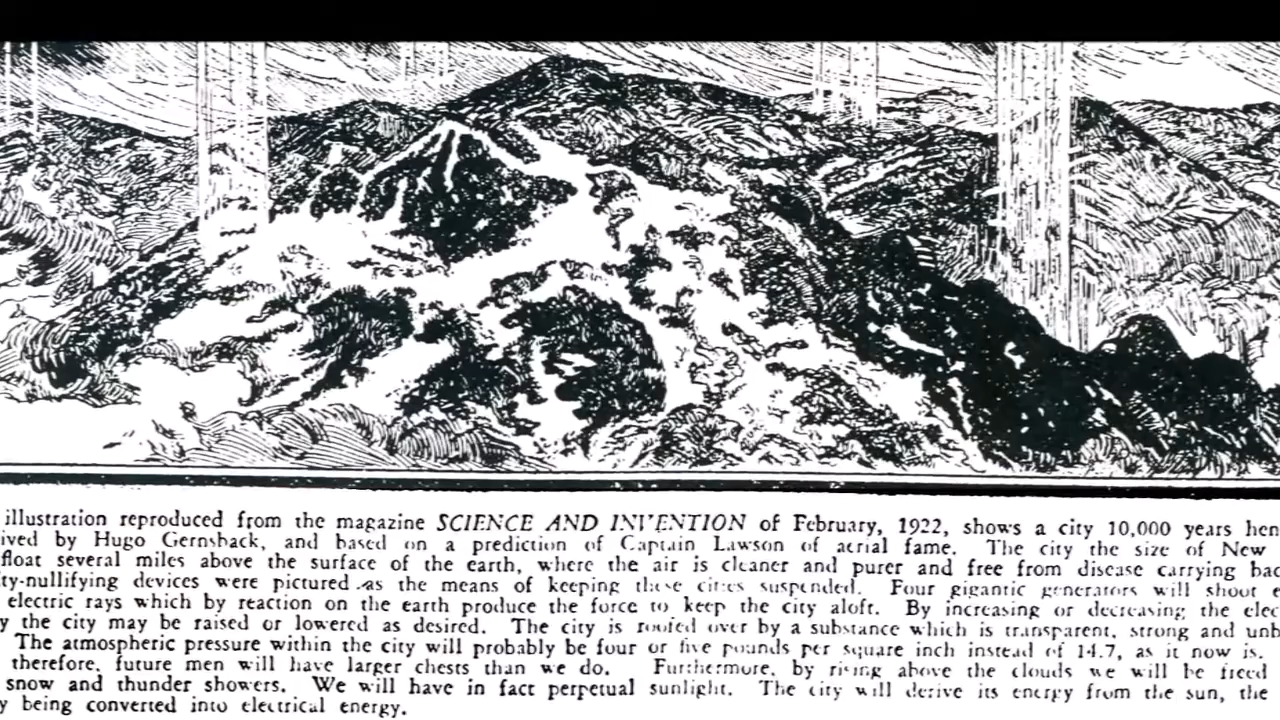 illustration reproduced from the magazine SCIENCE AND INVENTION of February, 1922, shows a city 10,000 years hen
ived by Hugo Gernsback, and based on a prediction of Captain Lawson of aerial fame. The city the size of New
float several miles above the surface of the earth, where the air is cleaner and purer and free from disease carrying bac
ty-nullifying devices were pictured as the means of keeping these cities suspended. Four gigantic generators will shoot e
electric rays which by reaction on the earth produce the force to keep the city aloft. By increasing or decreasing the elec
y the city may be raised or lowered as desired. The city is roofed over by a substance which is transparent, strong and unb
The atmospheric pressure within the city will probably be four or five pounds per square inch instead of 14.7, as it now is.
therefore, future men will have larger chests than we do. Furthermore, by rising above the clouds we will be freed
snow and thunder showers. We will have in fact perpetual sunlight. The city will derive its energy from the sun, the
y being converted into electrical energy.